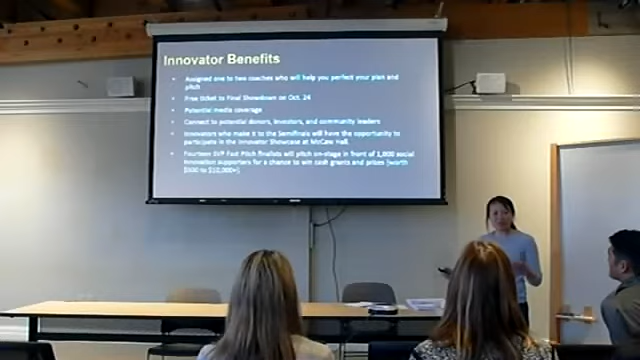 Innovator Benefits
Assigned one to two coaches who will help you perfect your plan and
pitch
Free ticket to Final Showdown on Oct. 24
Potential media coverage
Connect to potential donors, investors, and community leaders
Innovators who make it to the Semifinals will have the opportunity to
participate in the Innovator Showcase at McCaw Hall.
Fourteen SVP Fast Pitch finalists will pitch on-stage in front of 1,000 social
innovation supporters for a chance to win cash grants and prizes (worth
to $10,000+).